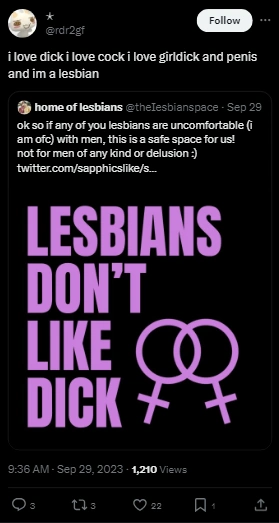 *
@rdr2gf
Follow
i love dick i love cock i love girldick and penis
and im a lesbian
home of lesbians @thelesbianspace · Sep 29
ok so if any of you lesbians are uncomfortable (i
am ofc) with men, this is a safe space for us!
not for men of any kind or delusion :)
twitter.com/sapphicslike/s...
LESBIANS
DON'T
LIKE
DICK
9:36 AM · Sep 29, 2023 · 1,210 Views
3 3 22 1